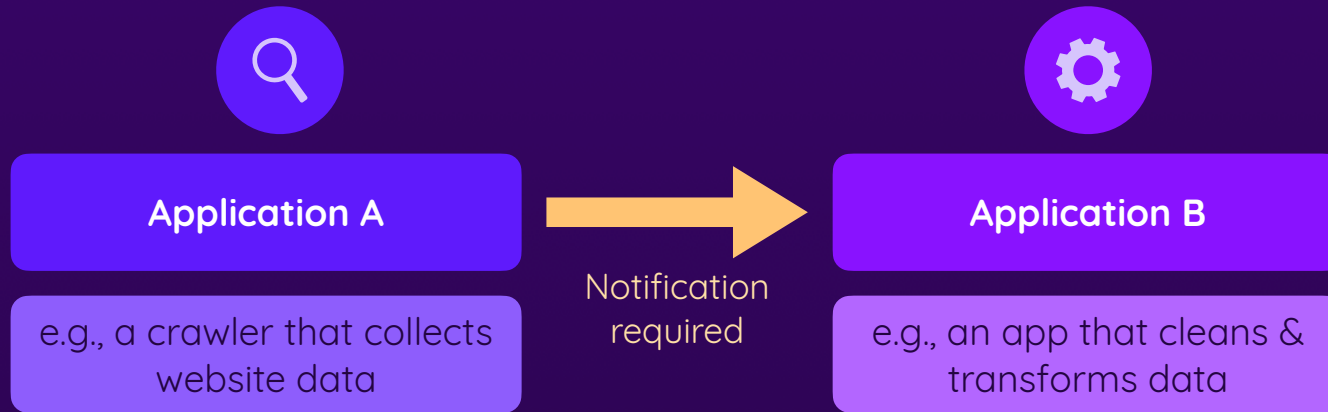 Application A
Application B
Notification
required
e.g., a crawler that collects
website data
e.g., an app that cleans &
transforms data